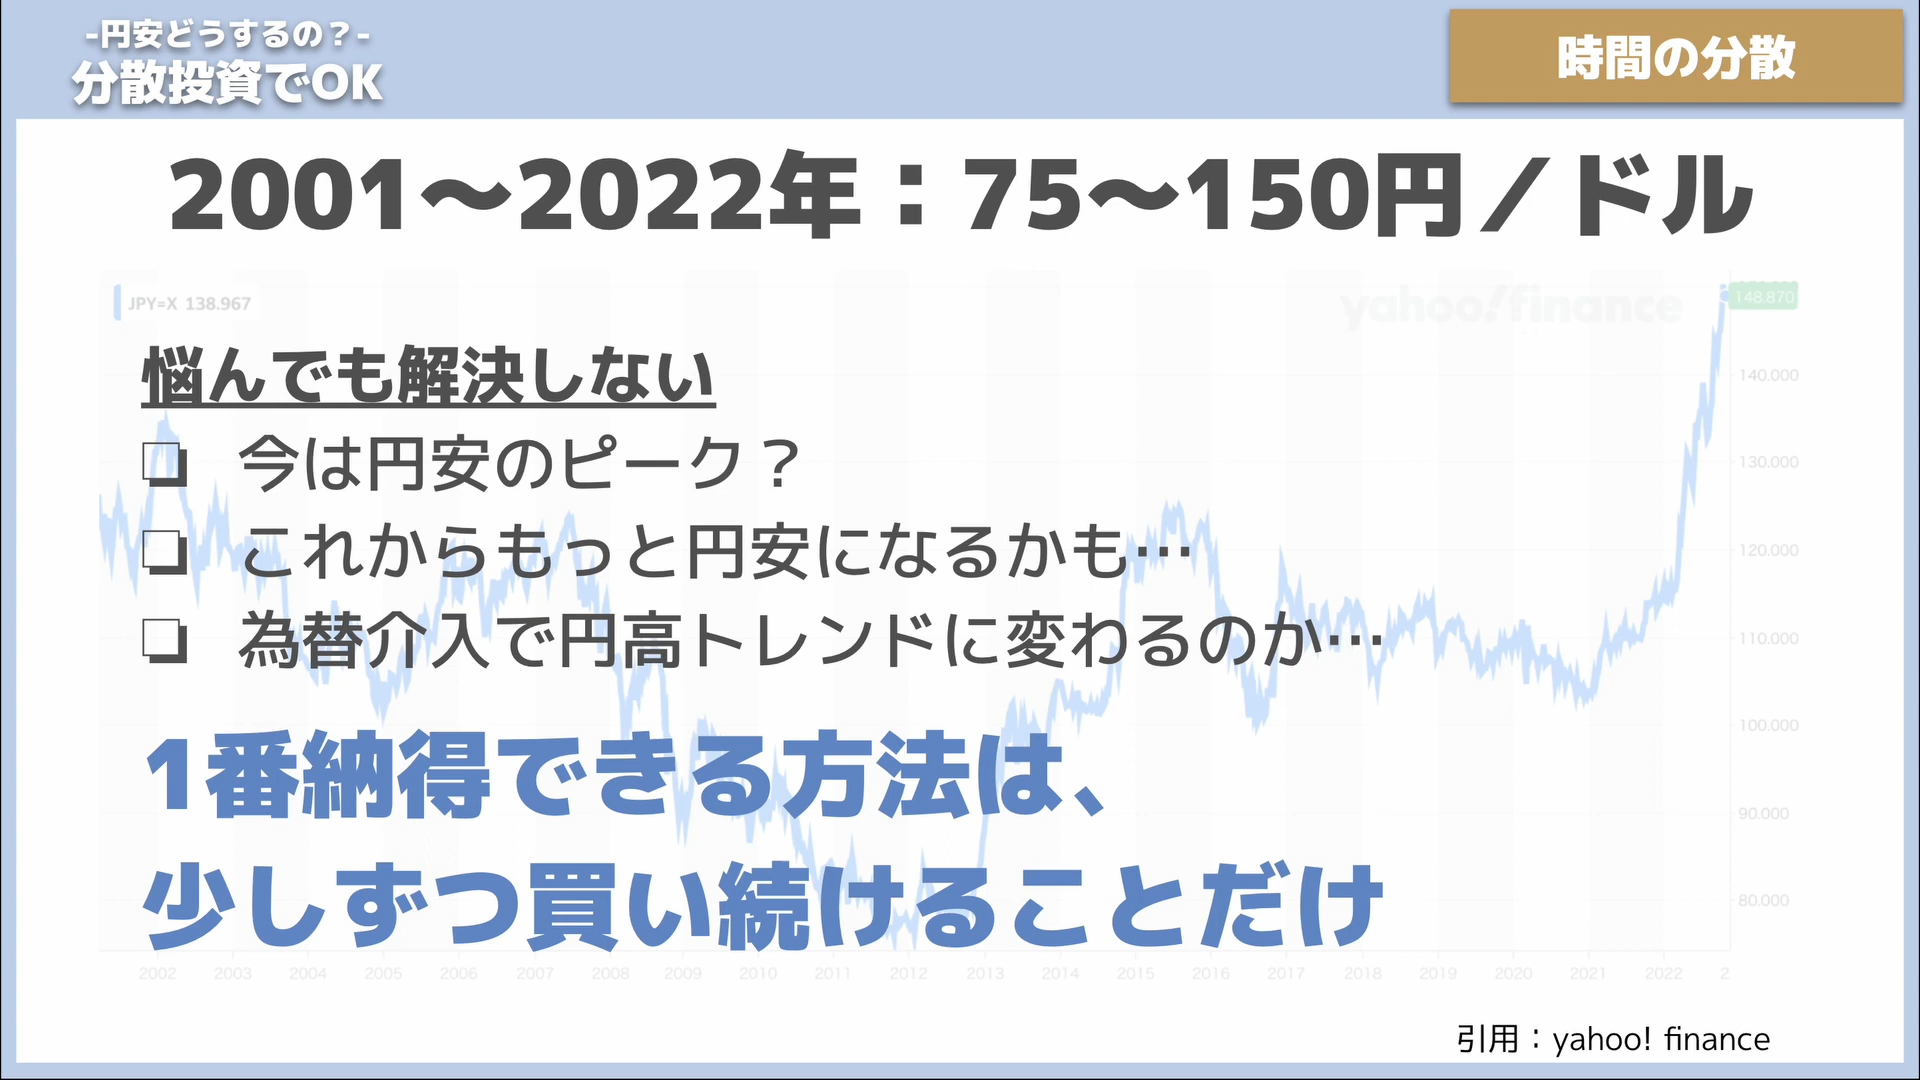 -円安どうするの？-
分散投資でOK
時間の分散
2001〜2022年：75〜150円／ドル
JPY=X 138.967
yahoo!finance
148.870
悩んでも解決しない
140.000
❏ 今は円安のピーク？
130.000
❏ これからもっと円安になるかも…
120.000
❏ 為替介入で円高トレンドに変わるのか…
110.000
100.000
1番納得できる方法は、
90.000
少しずつ買い続けることだけ
80.000
2002 2003 2004 2005 2006 2007 2008 2009 2010 2011 2012 2013 2014 2015 2016 2017 2018 2019 2020 2021 2022 2
引用：yahoo! finance